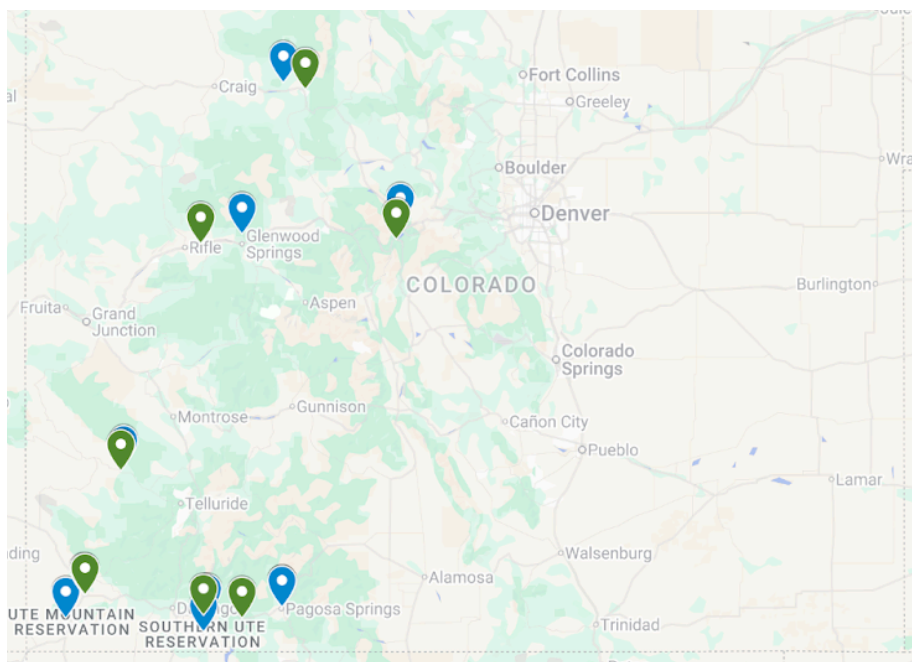 Craig
Fort Collins
Greeley
Boulder
Denver
Rifle
Glenwood
Springs
COLORADO
Aspen
Burlington
Fruita
Grand
Junction
Colorado
Springs
Montrose
Gunnison
Cañon City
Pueblo
Lamar
Telluride
Walsenburg
Alamosa
UTE MOUNTAIN
RESERVATION
Pagosa Springs
SOUTHERN UTE
RESERVATION
Trinidad